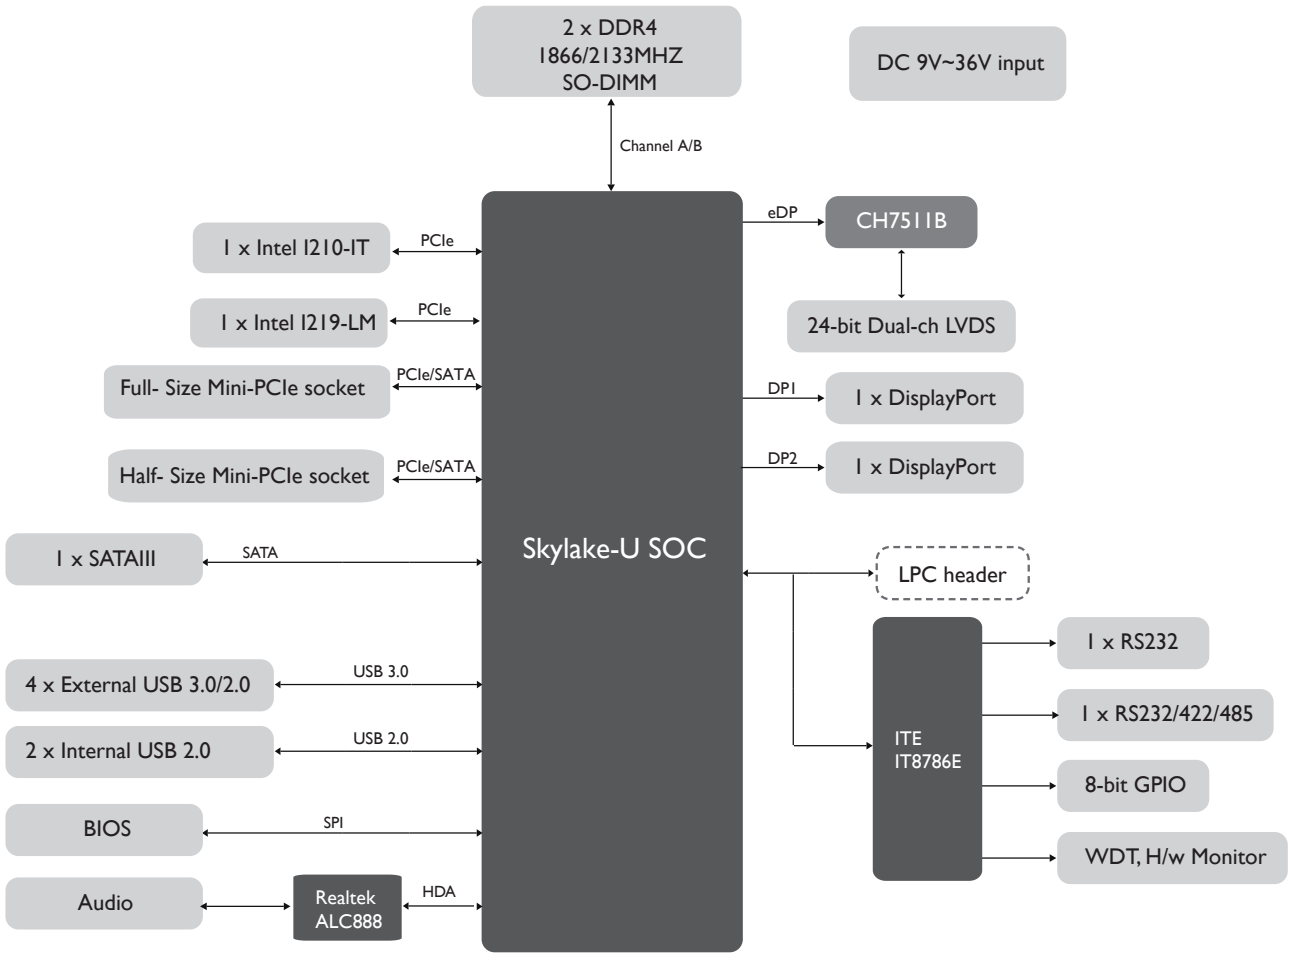 2 x DDR4
1866/2133MHZ
SO-DIMM
DC 9V~36V input
Channel A/B
eDP
CH7511B
1 x Intel I210-IT
PCIe
24-bit Dual-ch LVDS
1 x Intel I219-LM
PCIe
Full- Size Mini-PCIe socket
PCIe/SATA
DP1
1 x DisplayPort
Half- Size Mini-PCIe socket
PCIe/SATA
DP2
1 x DisplayPort
Skylake-U SOC
1 x SATAIII
SATA
LPC header
4 x External USB 3.0/2.0
USB 3.0
1 x RS232
2 x Internal USB 2.0
USB 2.0
ITE
IT8786E
1 x RS232/422/485
8-bit GPIO
BIOS
SPI
WDT, H/w Monitor
Audio
Realtek
ALC888
HDA